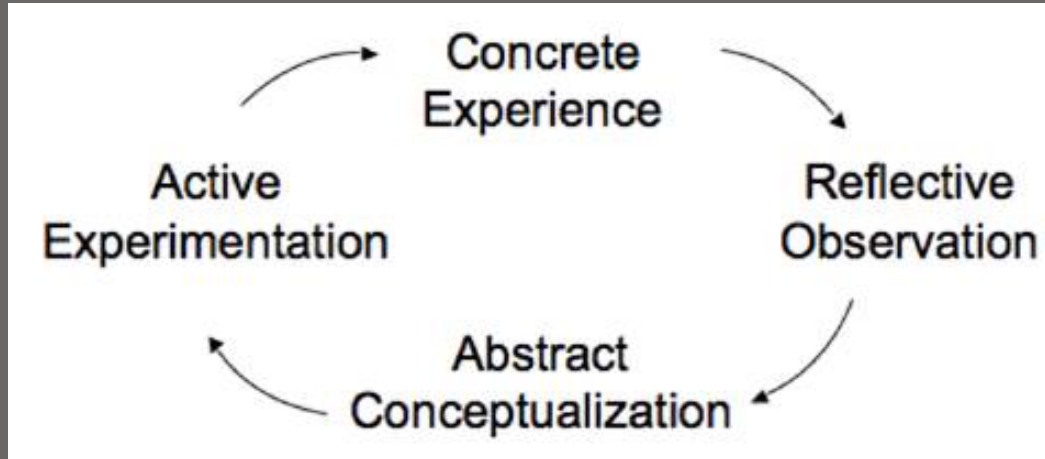 Concrete
Experience
Active
Experimentation
Reflective
Observation
Abstract
Conceptualization